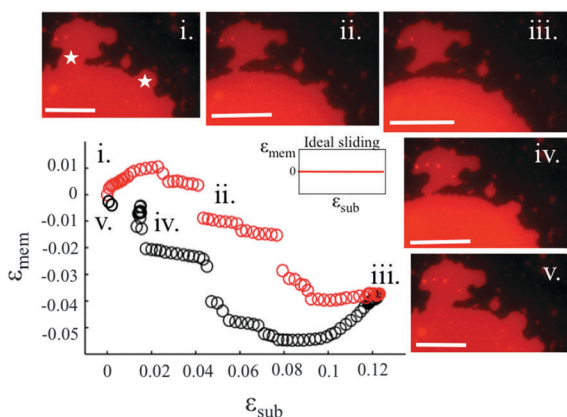 i.
ii.
iii.
iv.
v.
Ideal sliding
ε_mem
0
ε_sub
i.
ii.
iii.
iv.
v.
0.01
0
-0.01
-0.02
-0.03
-0.04
-0.05
ε_mem
0 0.02 0.04 0.06 0.08 0.10 0.12
ε_sub